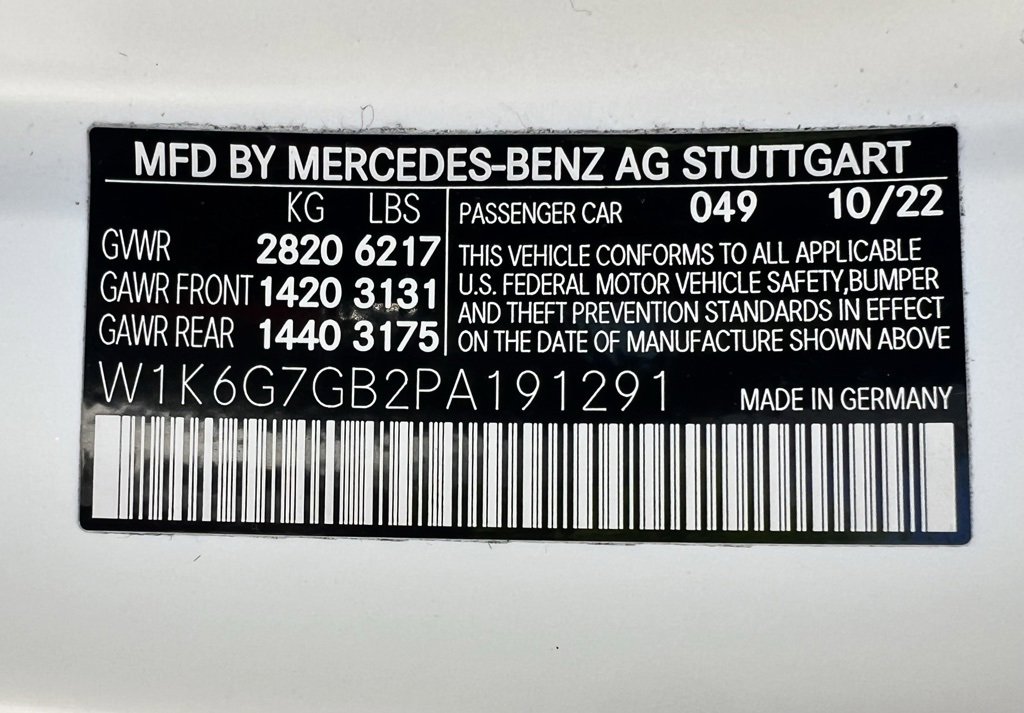 MFD BY MERCEDES-BENZ AG STUTTGART
KG LBS
GVWR 2820 6217
GAWR FRONT 1420 3131
GAWR REAR 1440 3175
PASSENGER CAR 049 10/22
THIS VEHICLE CONFORMS TO ALL APPLICABLE
U.S. FEDERAL MOTOR VEHICLE SAFETY,BUMPER
AND THEFT PREVENTION STANDARDS IN EFFECT
ON THE DATE OF MANUFACTURE SHOWN ABOVE
W1K6G7GB2PA191291
MADE IN GERMANY